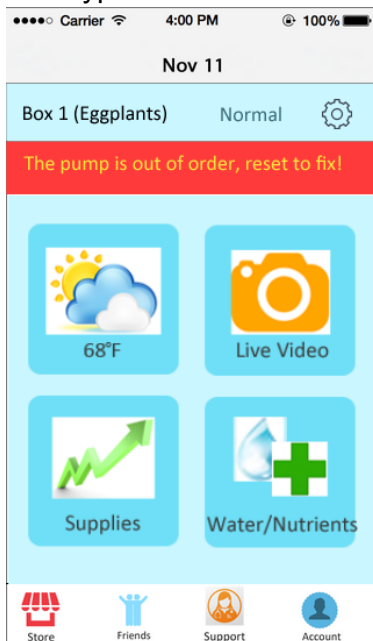 Carrier 4:00 PM 100%
Nov 11
Box 1 (Eggplants) Normal
The pump is out of order, reset to fix!
68°F Live Video
Supplies Water/Nutrients
Store Friends Support Account